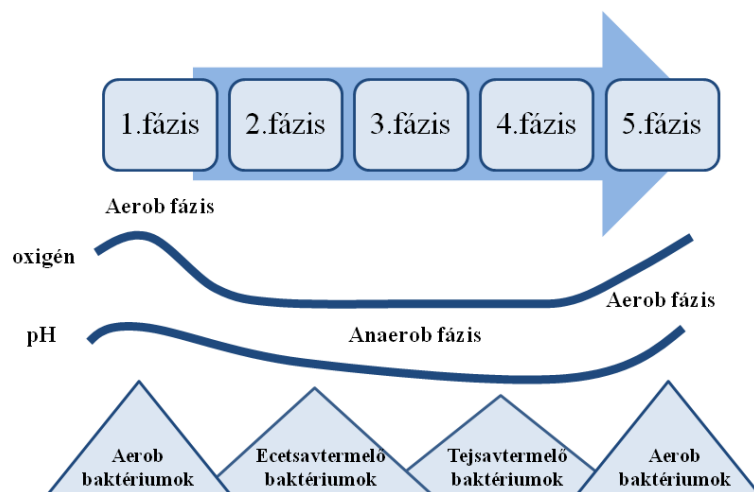 1.fázis 2.fázis 3.fázis 4.fázis 5.fázis
Aerob fázis
oxigén
Aerob fázis
pH
Anaerob fázis
Aerob
baktériumok
Ecetsavtermelő
baktériumok
Tejsavtermelő
baktériumok
Aerob
baktériumok